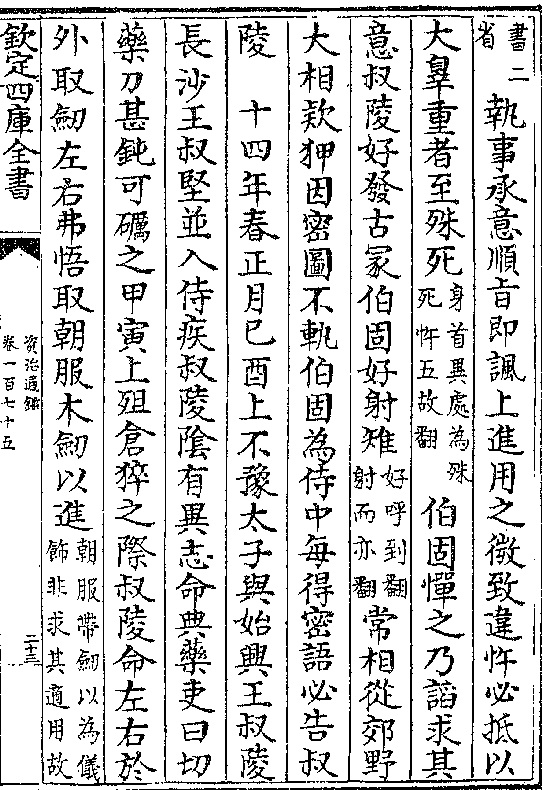 書二省執事承意順旨即諷上進用之微致違忤必抵以
大辠重者至殊死身首異處為殊死忤五故翻伯固憚之乃謟求其
意叔陵好發古冢伯固好射雉好呼到翻射而亦翻常相從郊野
大相款狎因密圖不軌伯固為侍中每得密語必告叔
陵 十四年春正月己酉上不豫太子與始興王叔陵
長沙王叔堅並入侍疾叔陵陰有異志命典藥吏曰切
藥刀甚鈍可礪之甲寅上殂倉猝之際叔陵命左右於
外取劒左右弗悟取朝服木劒以進朝服帶劒以為儀飾非求其適用故
欽定四庫全書
資治通鑑
卷一百七十五
二十三